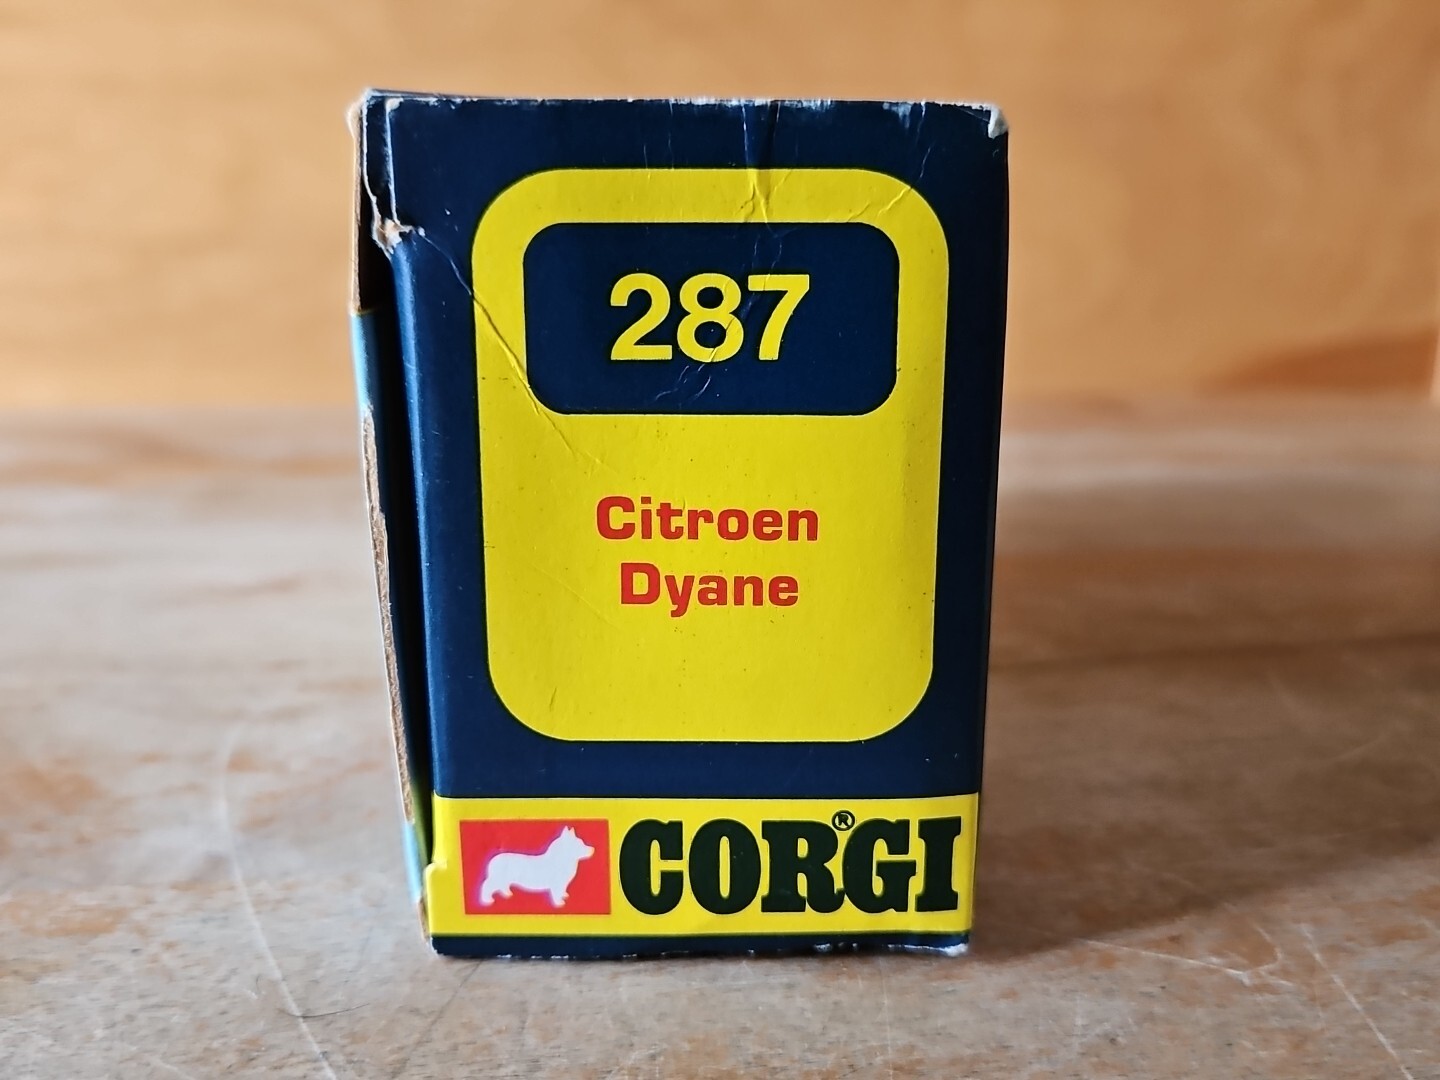 287
Citroen
Dyane
CORGI®